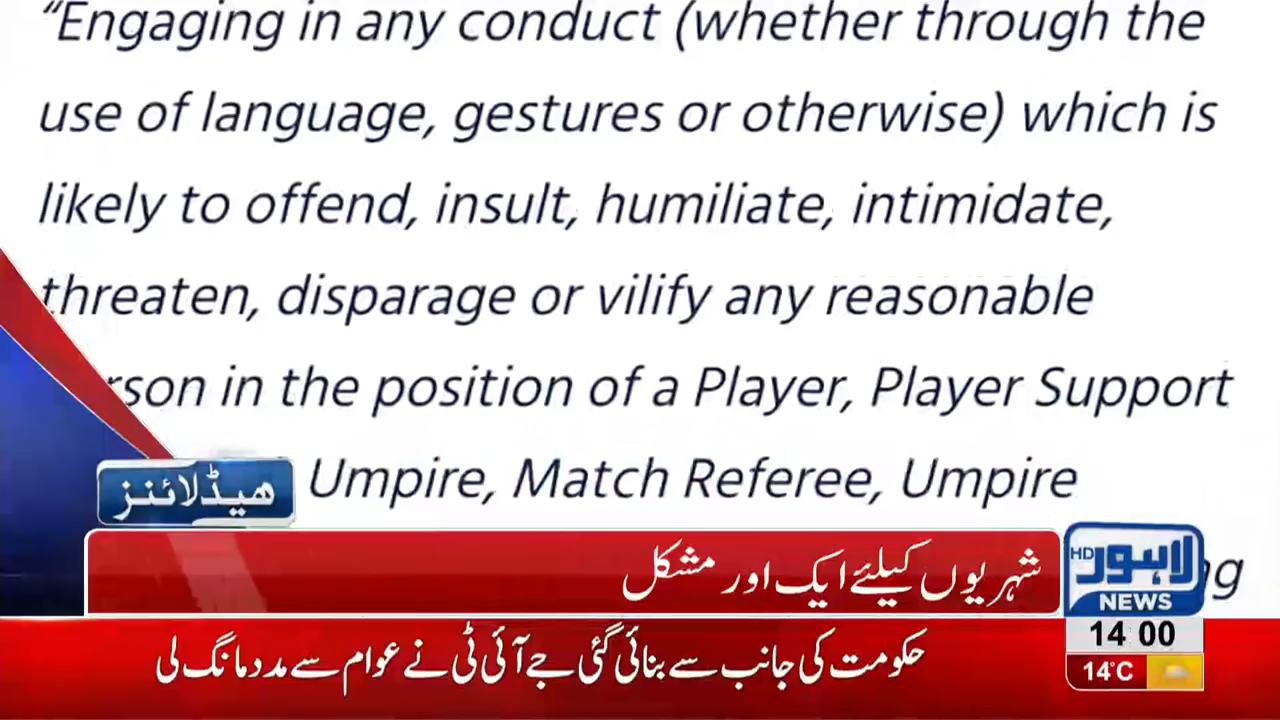 “Engaging in any conduct (whether through the
use of language, gestures or otherwise) which is
likely to offend, insult, humiliate, intimidate,
threaten, disparage or vilify any reasonable
in the position of a Player, Player Support
Umpire, Match Referee, Umpire
ہیڈلائنز
شہریوں کیلئے ایک اور مشکل
HD لاہور
NEWS
14 00
حکومت کی جانب سے بنائی گئی جے آئی ٹی نے عوام سے مدد مانگ لی
14°C